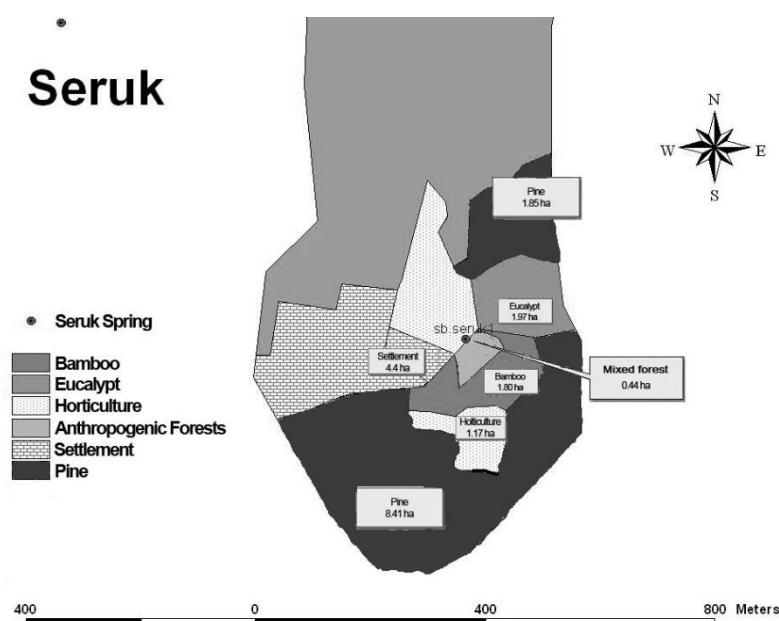 Seruk
N
W E
S
Pine
1.85 ha
Eucalypt
1.97 ha
sb.seruk1
Seruk Spring
Settlement
4.4 ha
Mixed forest
0.44 ha
Bamboo
1.80 ha
Bamboo
Eucalypt
Horticulture
Anthropogenic Forests
Settlement
Pine
Horticulture
1.17 ha
Pine
8.41 ha
400 0 400 800 Meters